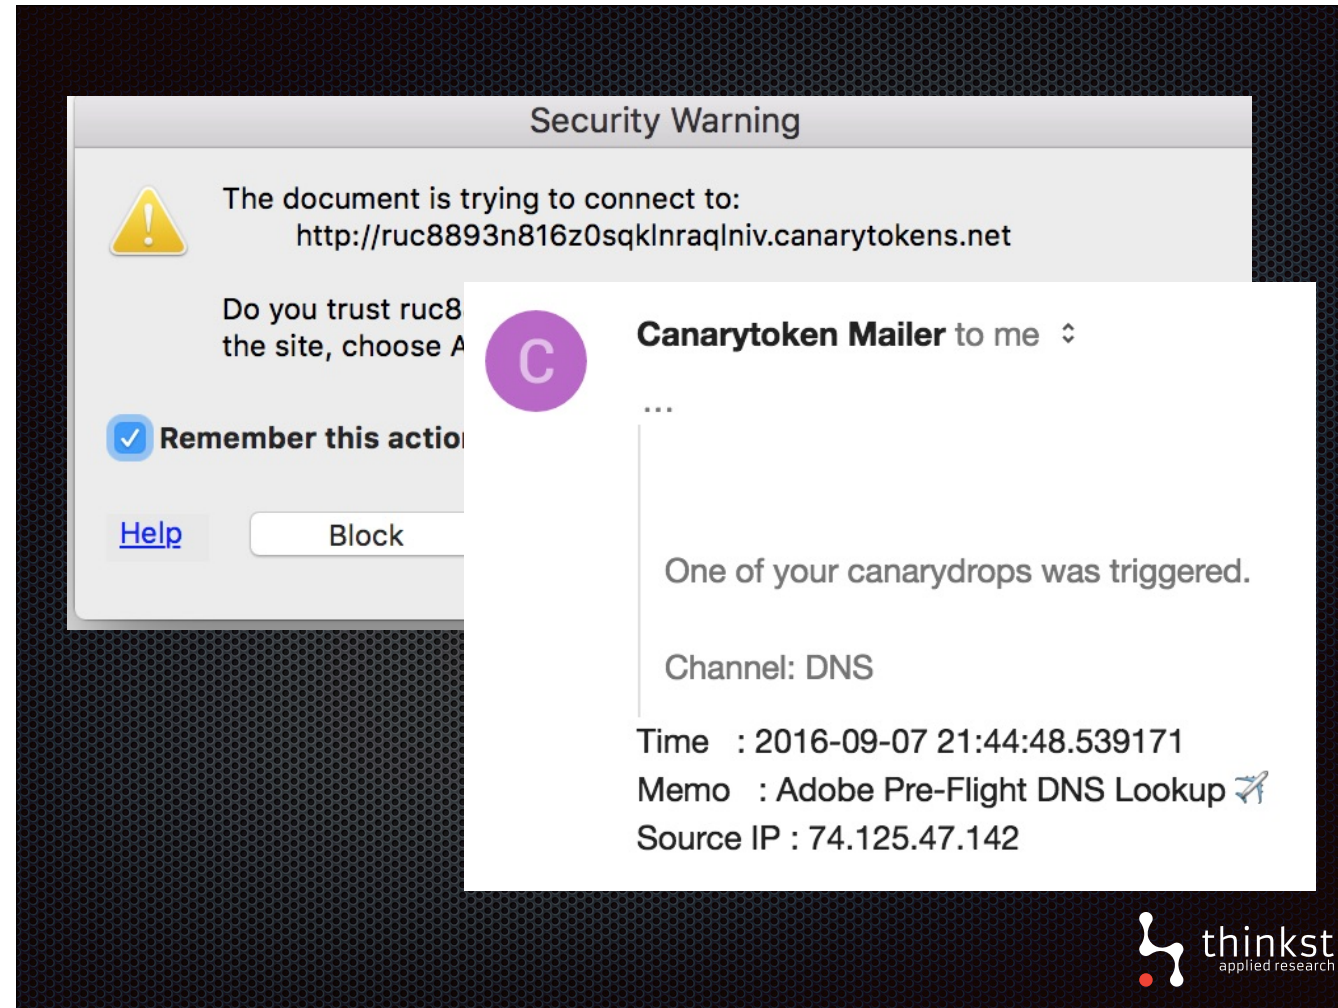 Security Warning
The document is trying to connect to:
http://ruc8893n816z0sqklnraqlniv.canarytokens.net
Do you trust ruc8
the site, choose A
Remember this action
Help
Block
C
Canarytoken Mailer to me
...
One of your canarydrops was triggered.
Channel: DNS
Time : 2016-09-07 21:44:48.539171
Memo : Adobe Pre-Flight DNS Lookup ✈️
Source IP : 74.125.47.142
thinkst
applied research